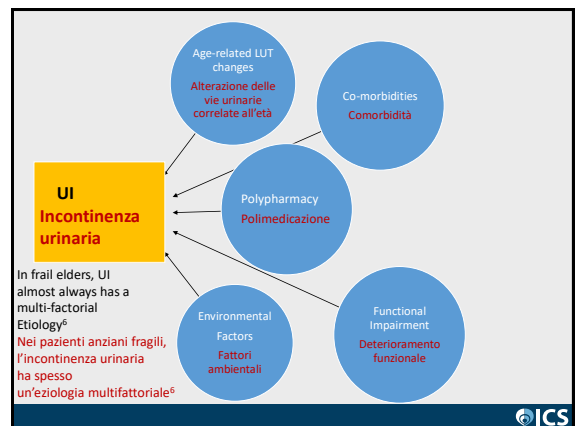 Age-related LUT
changes
Alterazione delle
vie urinarie
correlate all'età
Co-morbidities
Comorbidità
Polypharmacy
Polimedicazione
UI
Incontinenza
urinaria
In frail elders, UI
almost always has a
multi-factorial
Etiology⁶
Nei pazienti anziani fragili,
l'incontinenza urinaria
ha spesso
un'eziologia multifattoriale⁶
Environmental
Factors
Fattori
ambientali
Functional
Impairment
Deterioramento
funzionale
ICS